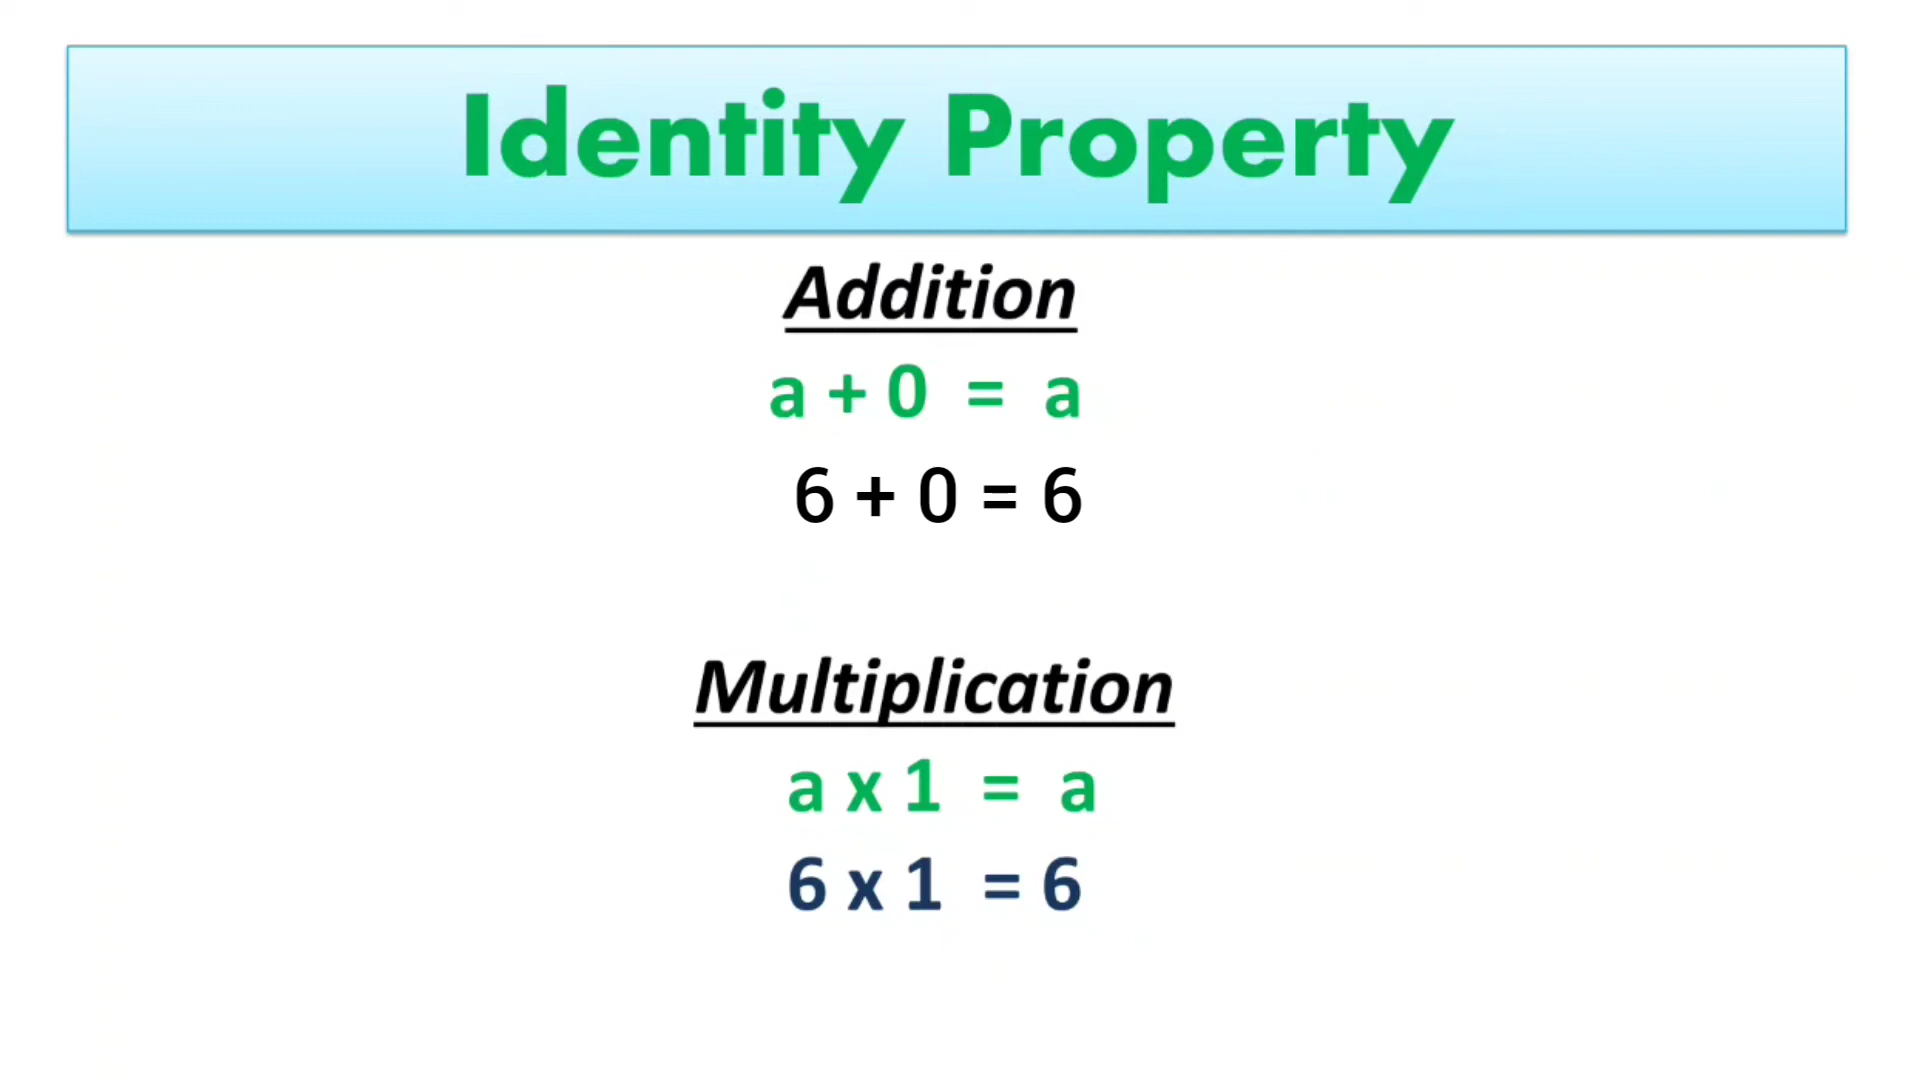 Identity Property
Addition
a + 0 = a
6 + 0 = 6
Multiplication
a x 1 = a
6 x 1 = 6